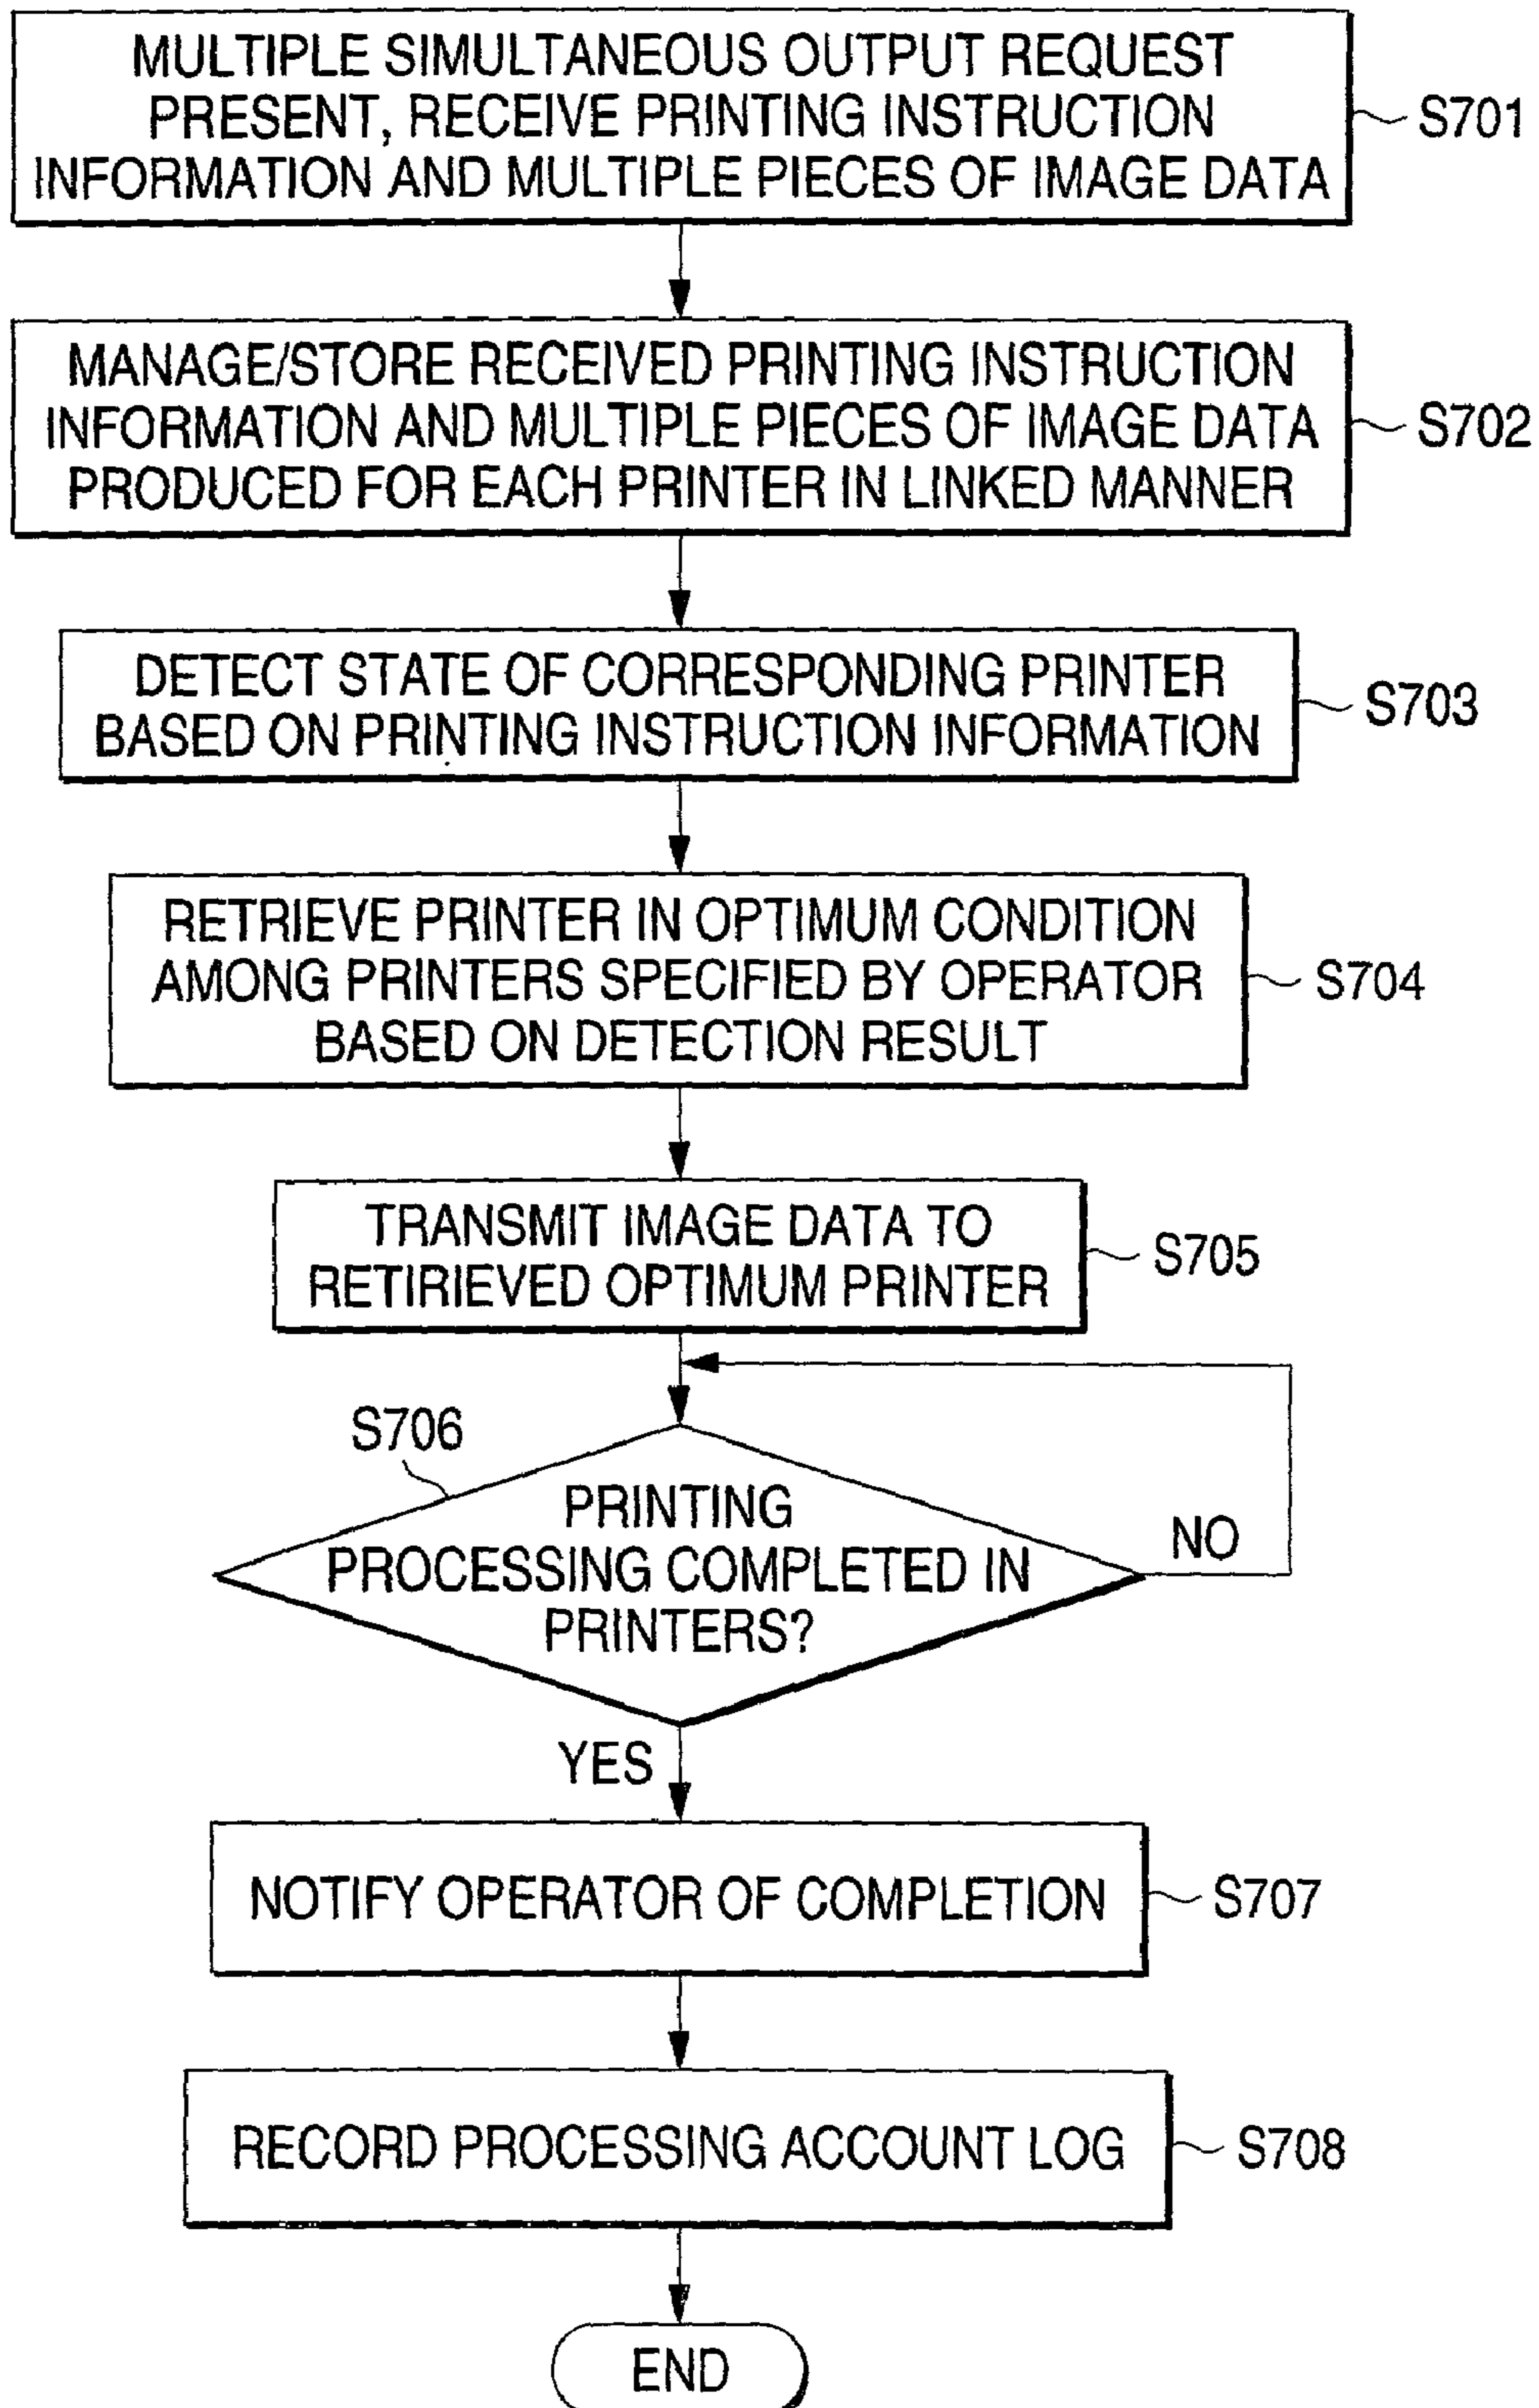 MULTIPLE SIMULTANEOUS OUTPUT REQUEST
PRESENT, RECEIVE PRINTING INSTRUCTION
INFORMATION AND MULTIPLE PIECES OF IMAGE DATA
S701
MANAGE/STORE RECEIVED PRINTING INSTRUCTION
INFORMATION AND MULTIPLE PIECES OF IMAGE DATA
PRODUCED FOR EACH PRINTER IN LINKED MANNER
S702
DETECT STATE OF CORRESPONDING PRINTER
BASED ON PRINTING INSTRUCTION INFORMATION
S703
RETRIEVE PRINTER IN OPTIMUM CONDITION
AMONG PRINTERS SPECIFIED BY OPERATOR
BASED ON DETECTION RESULT
S704
TRANSMIT IMAGE DATA TO
RETIRIEVED OPTIMUM PRINTER
S705
S706
PRINTING
PROCESSING COMPLETED IN
PRINTERS?
NO
YES
NOTIFY OPERATOR OF COMPLETION
S707
RECORD PROCESSING ACCOUNT LOG
S708
END